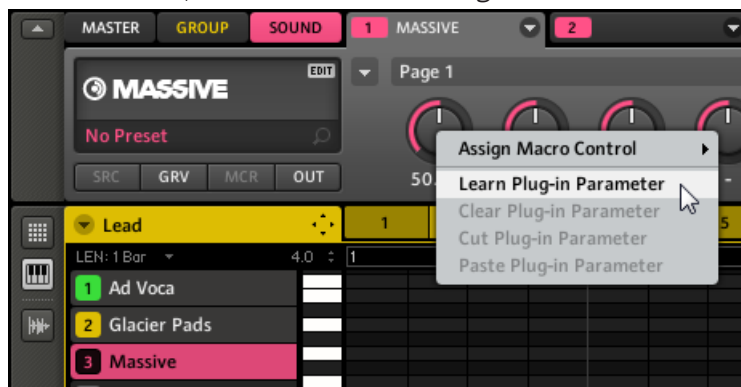 MASTER GROUP SOUND 1 MASSIVE 2
MASSIVE EDIT Page 1
No Preset
Assign Macro Control
SRC GRV MCR OUT 50. Learn Plug-in Parameter -
Lead 1 Clear Plug-in Parameter 5
Cut Plug-in Parameter
LEN: 1 Bar 4.0 1 Paste Plug-in Parameter
1 Ad Voca
2 Glacier Pads
3 Massive